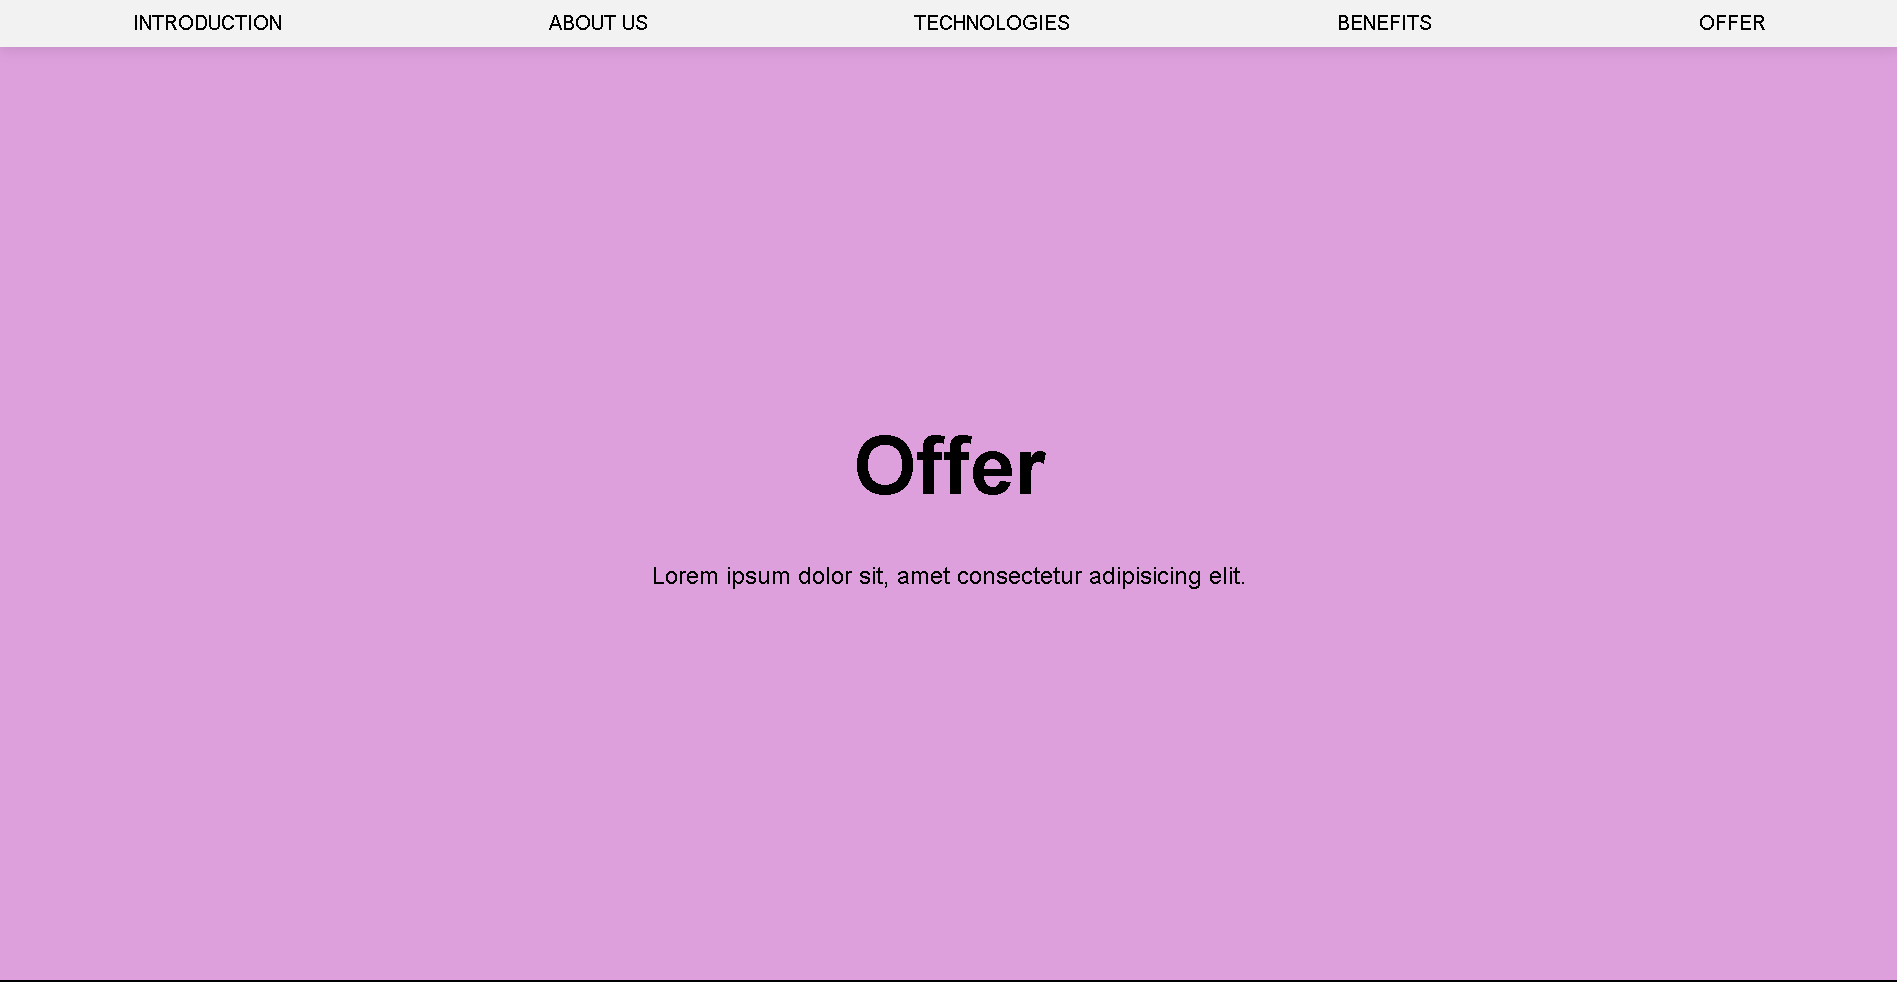 INTRODUCTION ABOUT US TECHNOLOGIES BENEFITS OFFER
Offer
Lorem ipsum dolor sit, amet consectetur adipisicing elit.